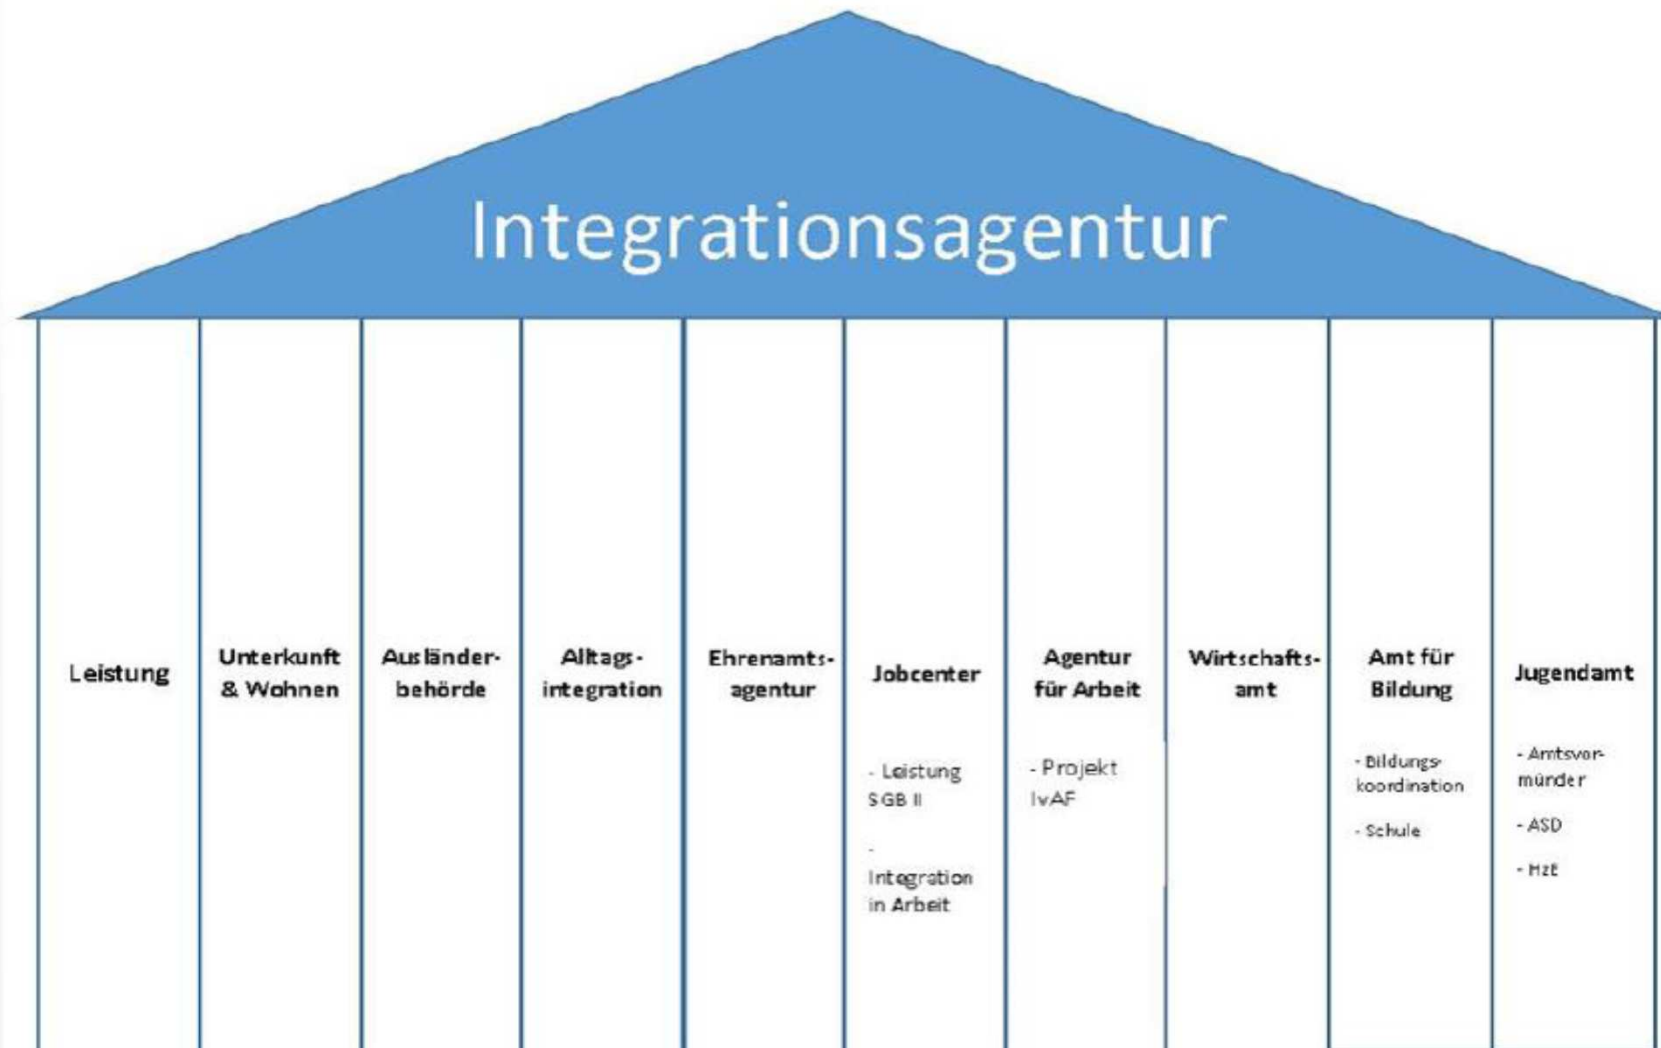 Integrationsagentur
Leistung
Unterkunft
& Wohnen
Ausländer-
behörde
Alltags-
integration
Ehrenamts-
agentur
Jobcenter
- Leistung
SGB II
-
Integration
in Arbeit
Agentur
für Arbeit
- Projekt
IvAF
Wirtschafts-
amt
Amt für
Bildung
- Bildungs-
koordination
- Schule
Jugendamt
- Amtsvor-
münder
- ASD
- HzE